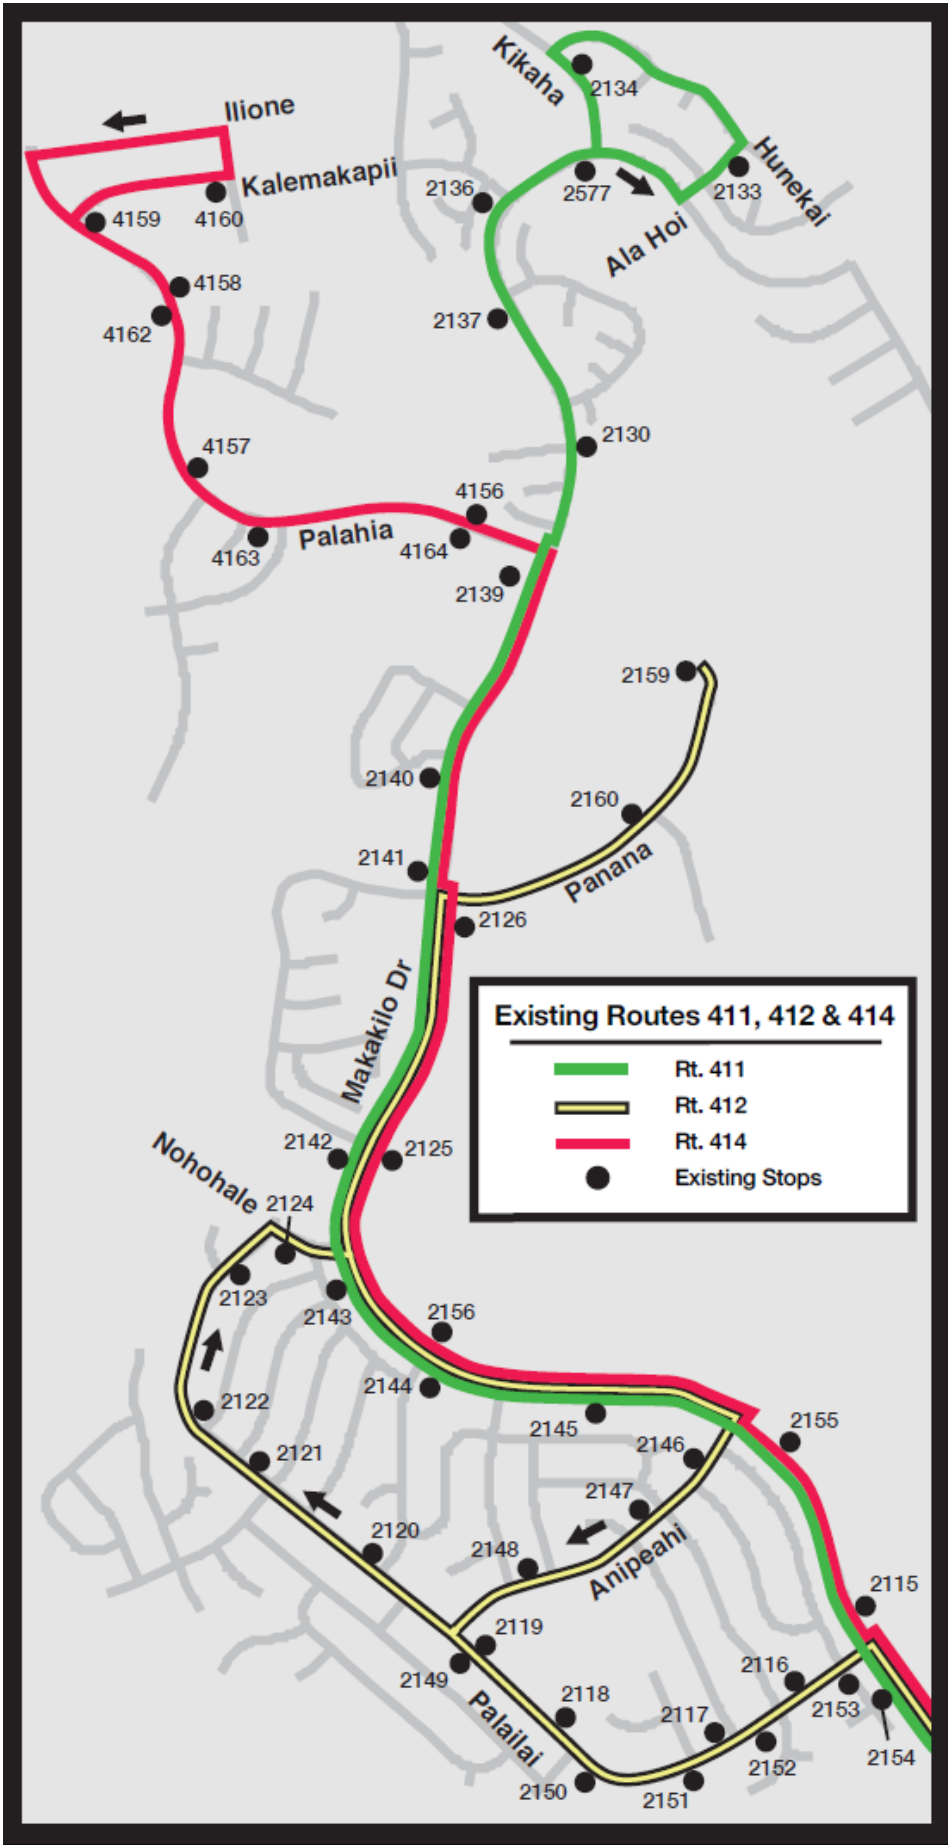 Kikaha
2134
Ilione
Hunekai
Kalemakapii
2136
2577
2133
4159
4160
Ala Hoi
4158
4162
2137
2130
4157
4156
Palahia
4163
4164
2139
2159
2140
2160
2141
Panana
2126
Makakilo Dr
Existing Routes 411, 412 & 414
Rt. 411
Rt. 412
Rt. 414
Existing Stops
2142
2125
Nohohale
2124
2123
2143
2156
2144
2122
2145
2155
2146
2121
2147
2120
2148
Anipeahi
2115
2119
2149
2116
2153
Palailai
2118
2117
2154
2152
2150
2151